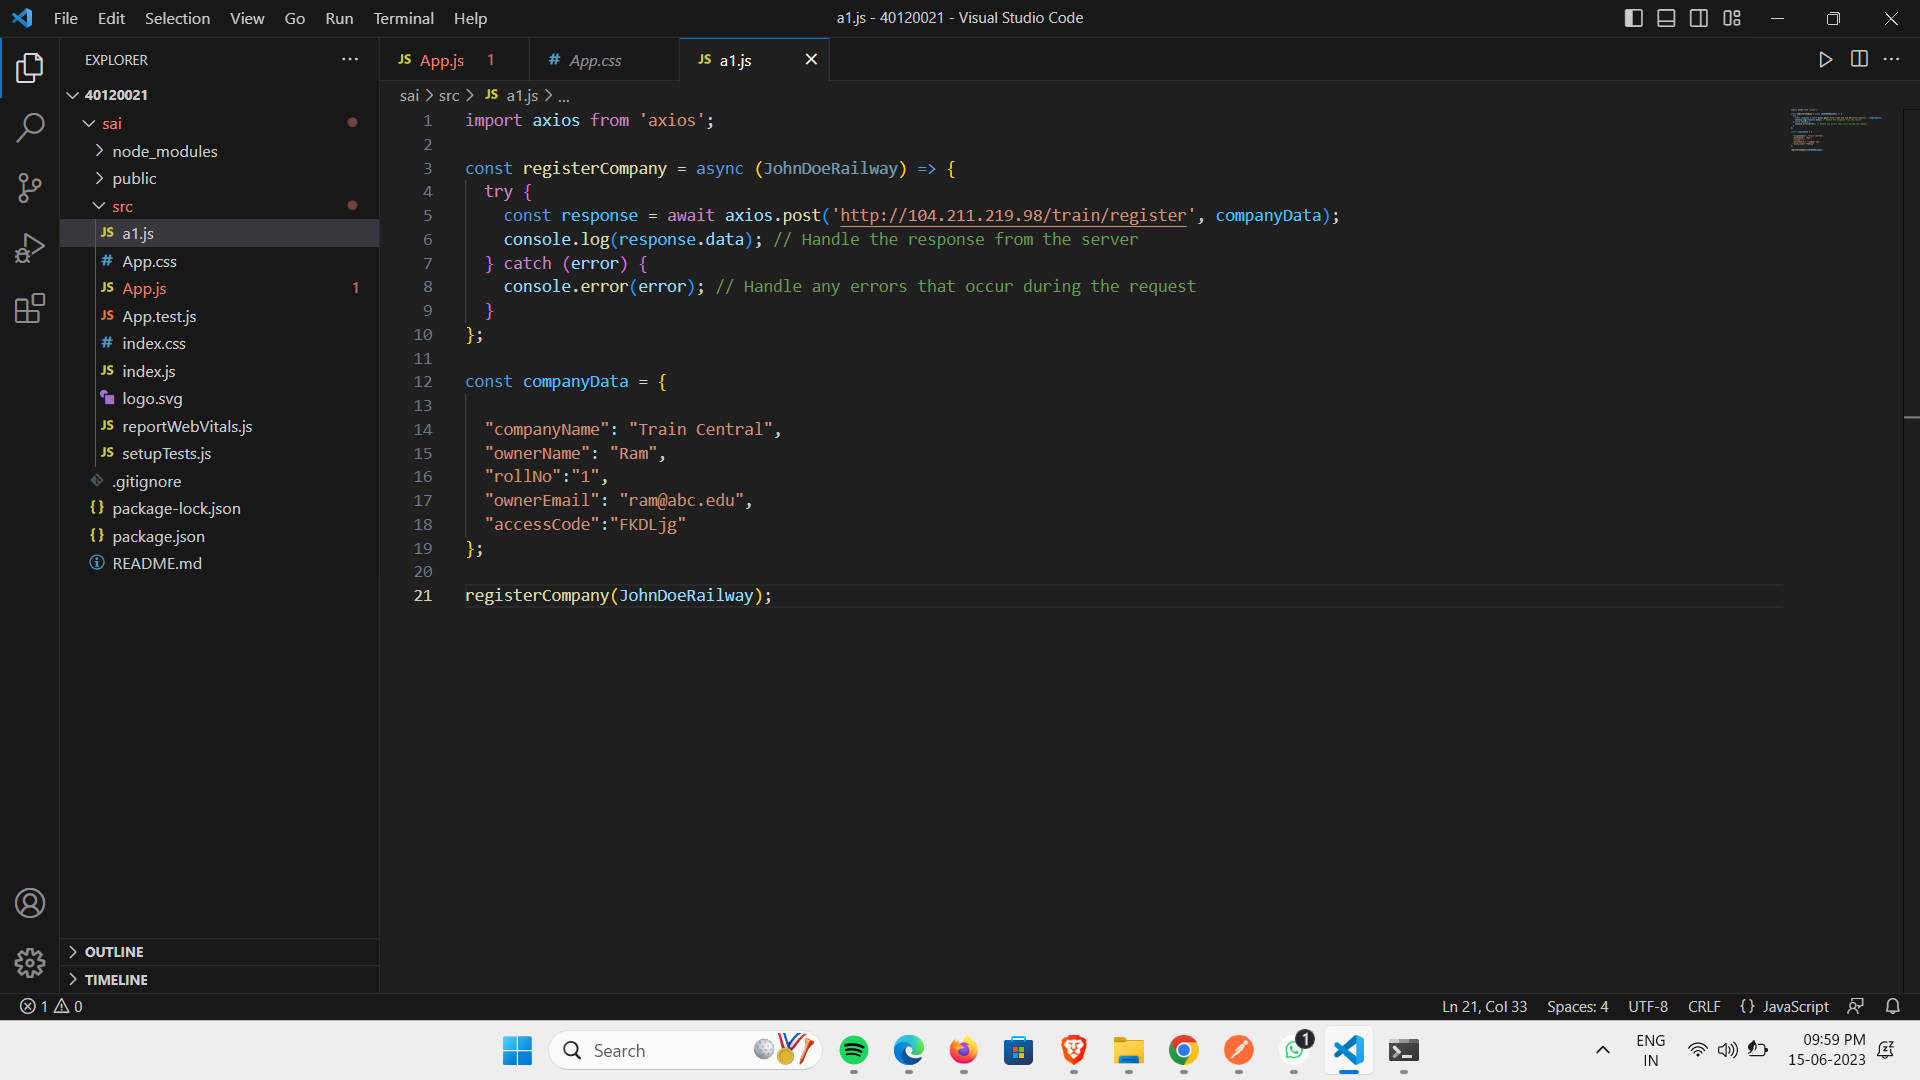 File Edit Selection View Go Run Terminal Help
a1.js - 40120021 - Visual Studio Code
EXPLORER
40120021
sai
node_modules
public
src
JS a1.js
# App.css
JS App.js 1
JS App.test.js
# index.css
JS index.js
logo.svg
JS reportWebVitals.js
JS setupTests.js
.gitignore
{} package-lock.json
{} package.json
README.md
OUTLINE
TIMELINE
JS App.js 1
# App.css
JS a1.js
sai > src > JS a1.js > ...
1 import axios from 'axios';
2
3 const registerCompany = async (JohnDoeRailway) => {
4 try {
5 const response = await axios.post('http://104.211.219.98/train/register', companyData);
6 console.log(response.data); // Handle the response from the server
7 } catch (error) {
8 console.error(error); // Handle any errors that occur during the request
9 }
10 };
11
12 const companyData = {
13
14 "companyName": "Train Central",
15 "ownerName": "Ram",
16 "rollNo":"1",
17 "ownerEmail": "ram@abc.edu",
18 "accessCode":"FKDLjg"
19 };
20
21 registerCompany(JohnDoeRailway);
1 0
Ln 21, Col 33 Spaces: 4 UTF-8 CRLF {} JavaScript
Search
1
ENG
IN
09:59 PM
15-06-2023